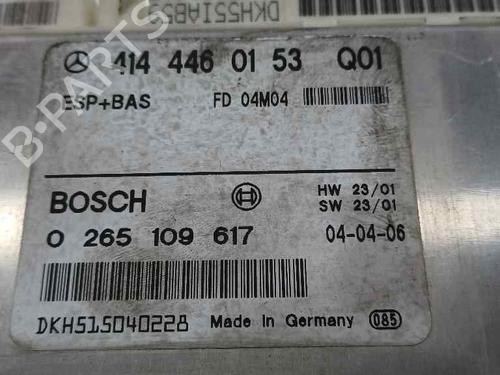 DKH55IAB5
414 446 01 53 Q01
ESP+BAS FD 04M04
BOSCH HW 23/01
SW 23/01
0 265 109 617 04-04-06
DKH515040228 Made in Germany 085
B-PARTS